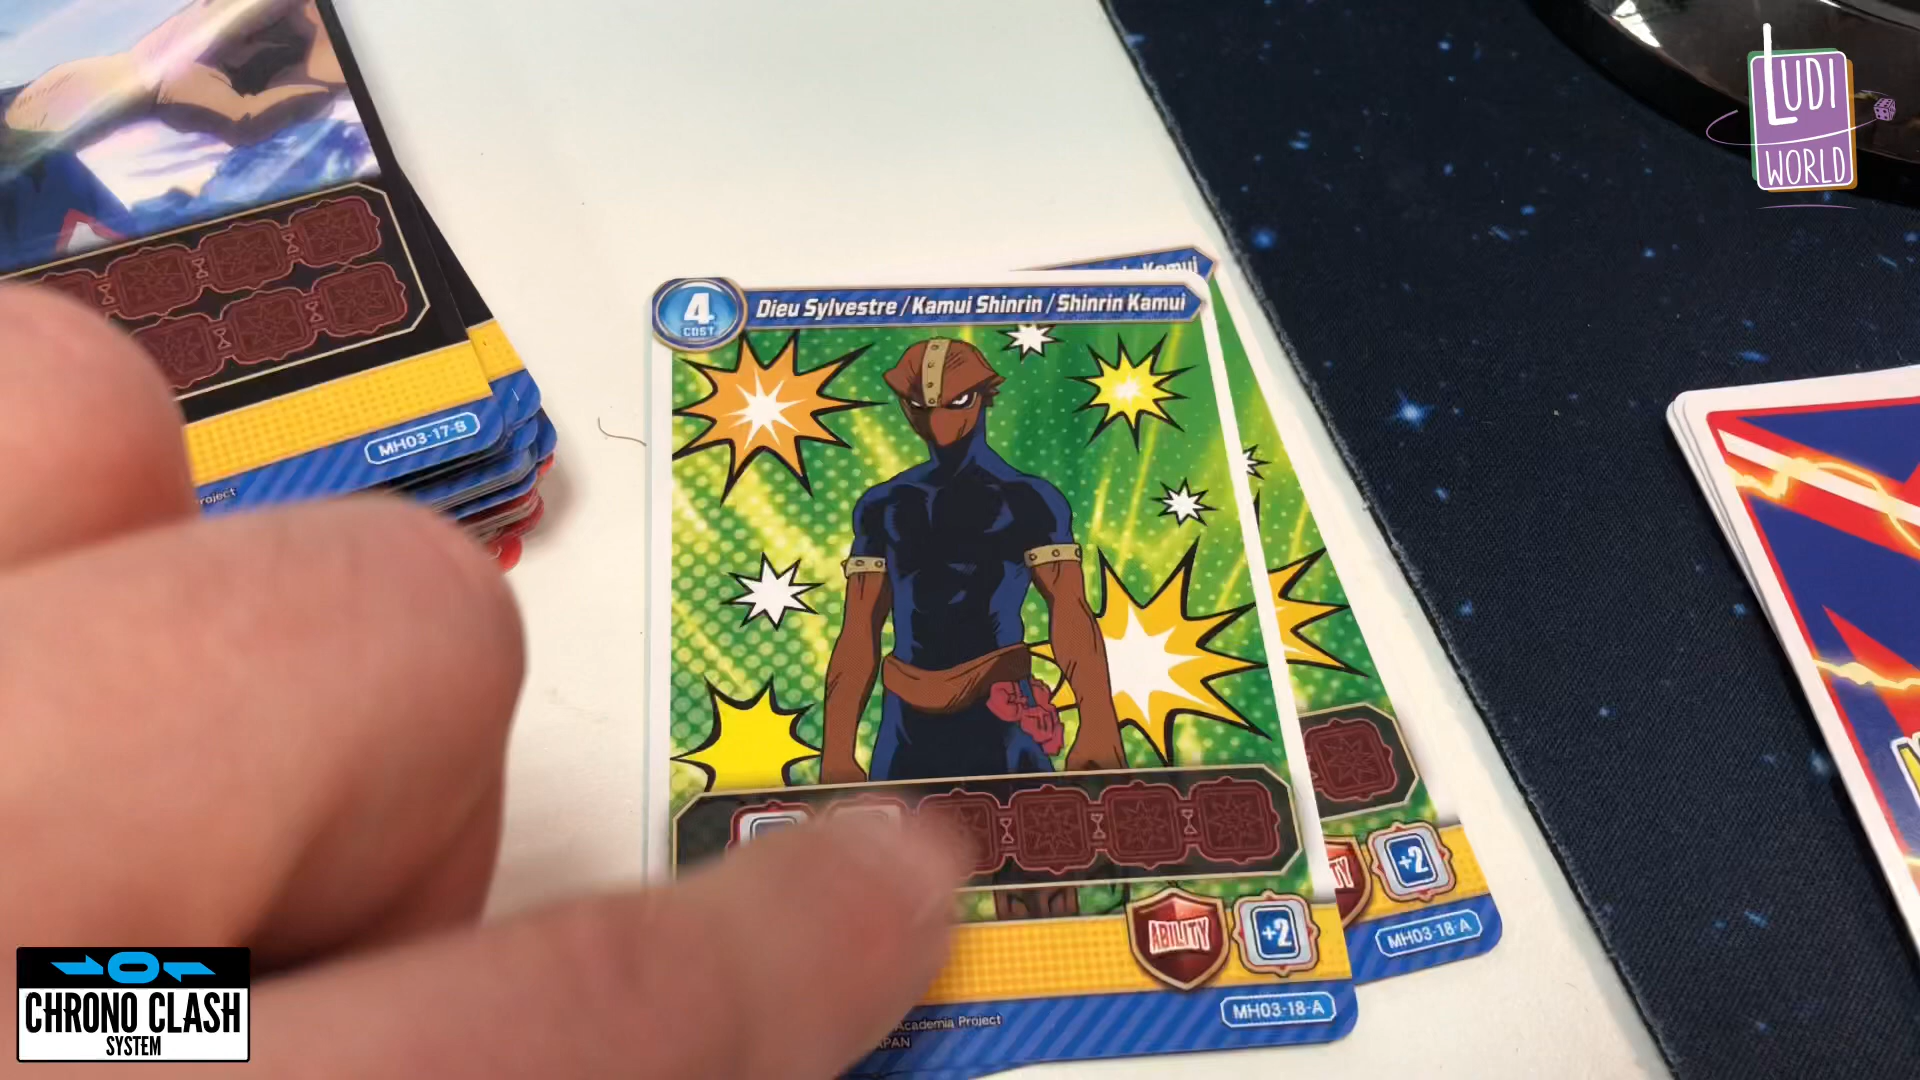 LUDI
WORLD
Kamui
4
COST
Dieu Sylvestre / Kamui Shinrin / Shinrin Kamui
MH03-17-B
roject
+2
MH03-18-A
ABILITY
+2
MH03-18-A
Academia Project
APAN
101
CHRONO CLASH
SYSTEM